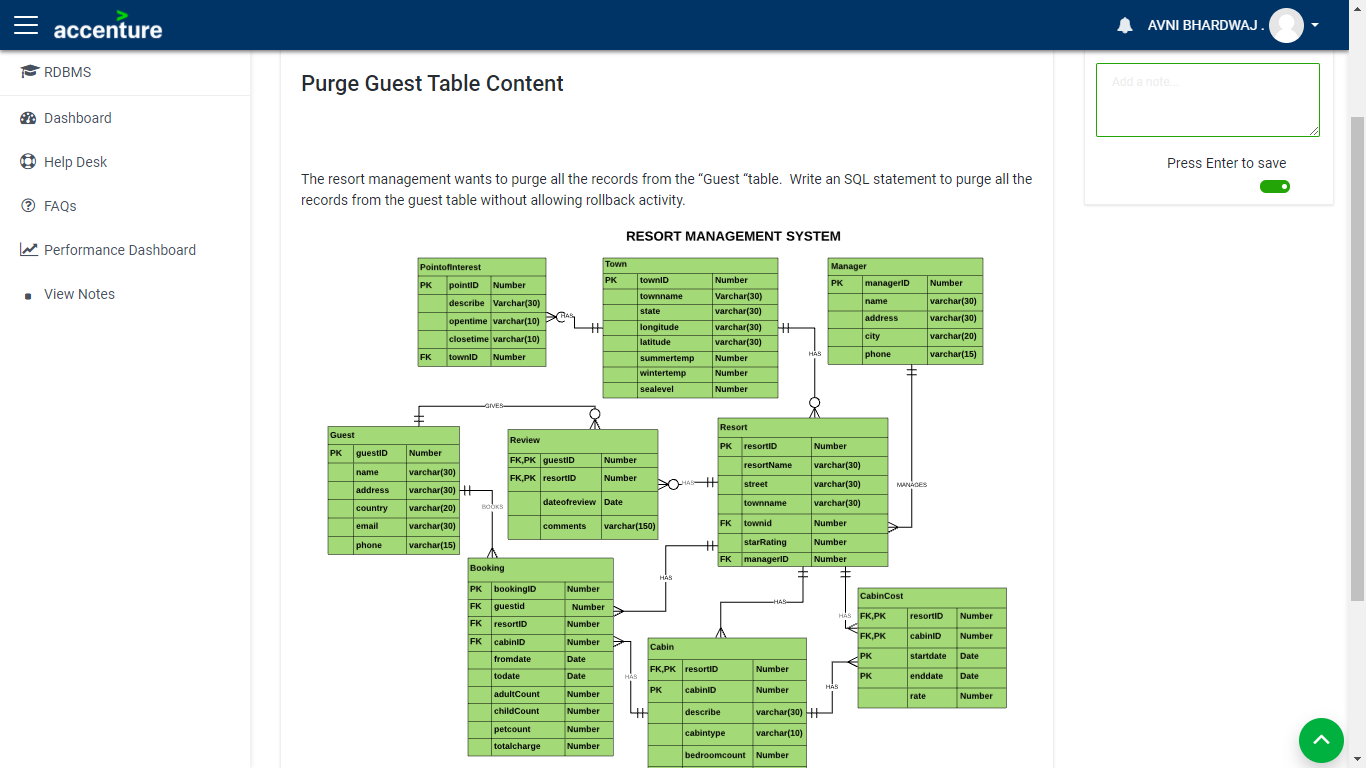 accenture
AVNI BHARDWAJ .
RDBMS
Dashboard
Help Desk
FAQs
Performance Dashboard
View Notes
Purge Guest Table Content
The resort management wants to purge all the records from the “Guest “table.  Write an SQL statement to purge all the
records from the guest table without allowing rollback activity.
Add a note...
Press Enter to save
RESORT MANAGEMENT SYSTEM
PointofInterest
PK pointID Number
describe Varchar(30)
opentime varchar(10)
closetime varchar(10)
FK townID Number
HAS
Town
PK townID Number
townname Varchar(30)
state varchar(30)
longitude varchar(30)
latitude varchar(30)
summertemp Number
wintertemp Number
sealevel Number
HAS
Manager
PK managerID Number
name varchar(30)
address varchar(30)
city varchar(20)
phone varchar(15)
GIVES
Guest
PK guestID Number
name varchar(30)
address varchar(30)
country varchar(20)
email varchar(30)
phone varchar(15)
BOOKS
Review
FK,PK guestID Number
FK,PK resortID Number
dateofreview Date
comments varchar(150)
HAS
Resort
PK resortID Number
resortName varchar(30)
street varchar(30)
townname varchar(30)
FK townid Number
starRating Number
FK managerID Number
MANAGES
Booking
PK bookingID Number
FK guestid Number
FK resortID Number
FK cabinID Number
fromdate Date
todate Date
adultCount Number
childCount Number
petcount Number
totalcharge Number
HAS
HAS
HAS
HAS
Cabin
FK,PK resortID Number
PK cabinID Number
describe varchar(30)
cabintype varchar(10)
bedroomcount Number
HAS
CabinCost
FK,PK resortID Number
FK,PK cabinID Number
PK startdate Date
PK enddate Date
rate Number